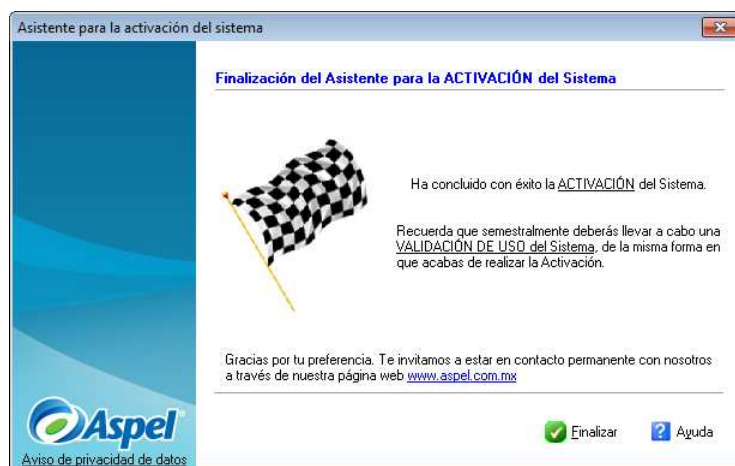 Asistente para la activación del sistema
Finalización del Asistente para la ACTIVACIÓN del Sistema
Ha concluido con éxito la ACTIVACIÓN del Sistema.
Recuerda que semestralmente deberás llevar a cabo una
VALIDACIÓN DE USO del Sistema, de la misma forma en
que acabas de realizar la Activación.
Gracias por tu preferencia. Te invitamos a estar en contacto permanente con nosotros
a través de nuestra página web www.aspel.com.mx
Aspel
Finalizar
Ayuda
Aviso de privacidad de datos